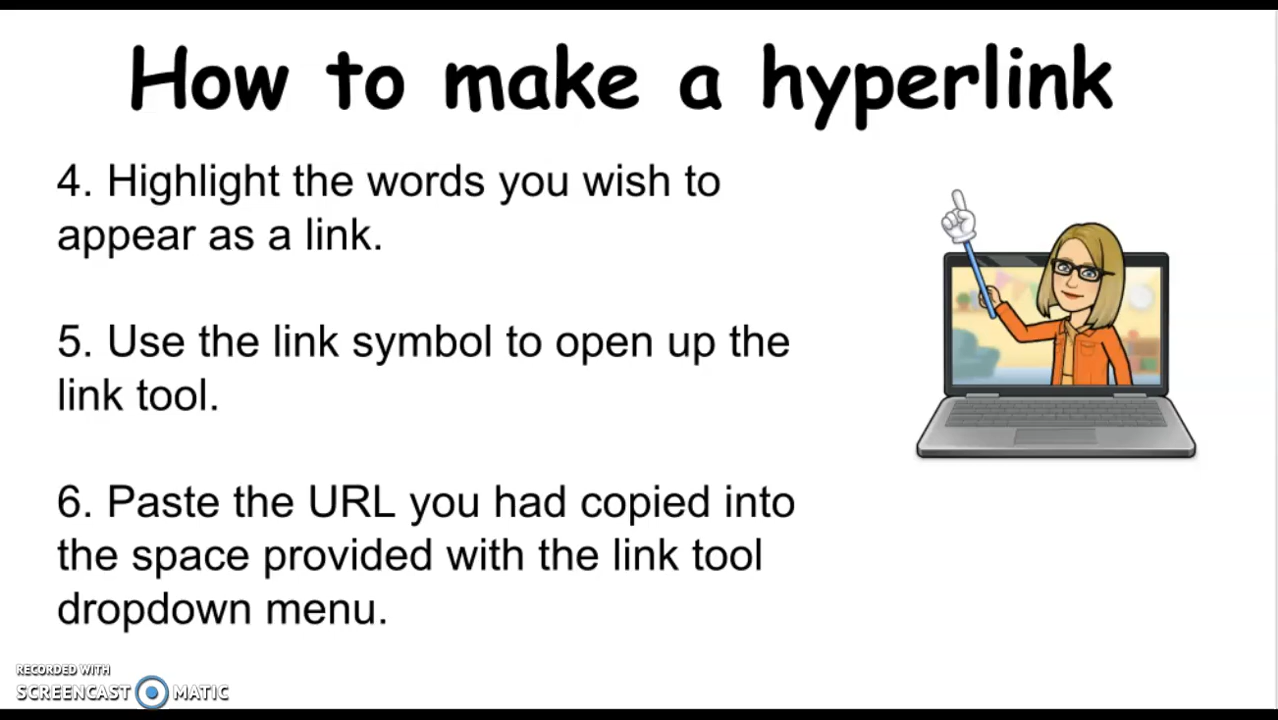 How to make a hyperlink
4. Highlight the words you wish to
appear as a link.
5. Use the link symbol to open up the
link tool.
6. Paste the URL you had copied into
the space provided with the link tool
dropdown menu.
RECORDED WITH
SCREENCAST MATIC